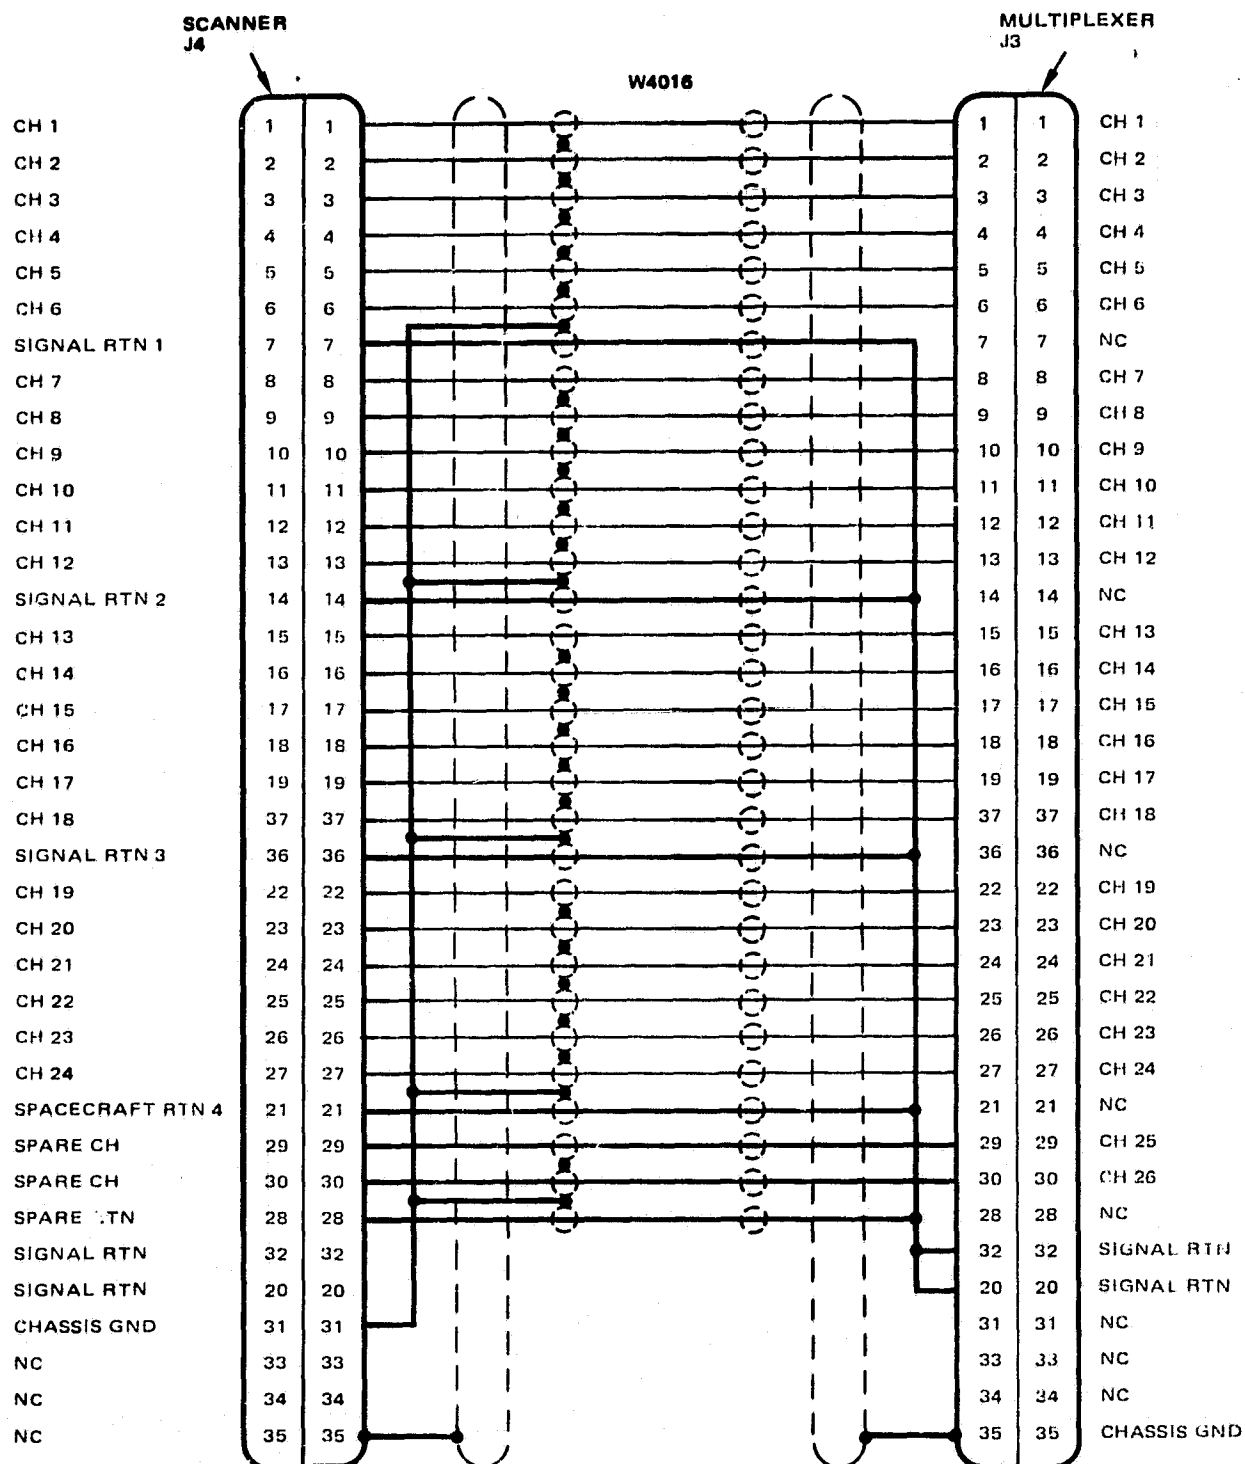 SCANNER
J4
MULTIPLEXER
J3
W4016
CH 1 1 1 1 1 CH 1
CH 2 2 2 2 2 CH 2
CH 3 3 3 3 3 CH 3
CH 4 4 4 4 4 CH 4
CH 5 5 5 5 5 CH 5
CH 6 6 6 6 6 CH 6
SIGNAL RTN 1 7 7 7 7 NC
CH 7 8 8 8 8 CH 7
CH 8 9 9 9 9 CH 8
CH 9 10 10 10 10 CH 9
CH 10 11 11 11 11 CH 10
CH 11 12 12 12 12 CH 11
CH 12 13 13 13 13 CH 12
SIGNAL RTN 2 14 14 14 14 NC
CH 13 15 15 15 15 CH 13
CH 14 16 16 16 16 CH 14
CH 15 17 17 17 17 CH 15
CH 16 18 18 18 18 CH 16
CH 17 19 19 19 19 CH 17
CH 18 37 37 37 37 CH 18
SIGNAL RTN 3 36 36 36 36 NC
CH 19 22 22 22 22 CH 19
CH 20 23 23 23 23 CH 20
CH 21 24 24 24 24 CH 21
CH 22 25 25 25 25 CH 22
CH 23 26 26 26 26 CH 23
CH 24 27 27 27 27 CH 24
SPACECRAFT RTN 4 21 21 21 21 NC
SPARE CH 29 29 29 29 CH 25
SPARE CH 30 30 30 30 CH 26
SPARE RTN 28 28 28 28 NC
SIGNAL RTN 32 32 32 32 SIGNAL RTN
SIGNAL RTN 20 20 20 20 SIGNAL RTN
CHASSIS GND 31 31 31 31 NC
NC 33 33 33 33 NC
NC 34 34 34 34 NC
NC 35 35 35 35 CHASSIS GND